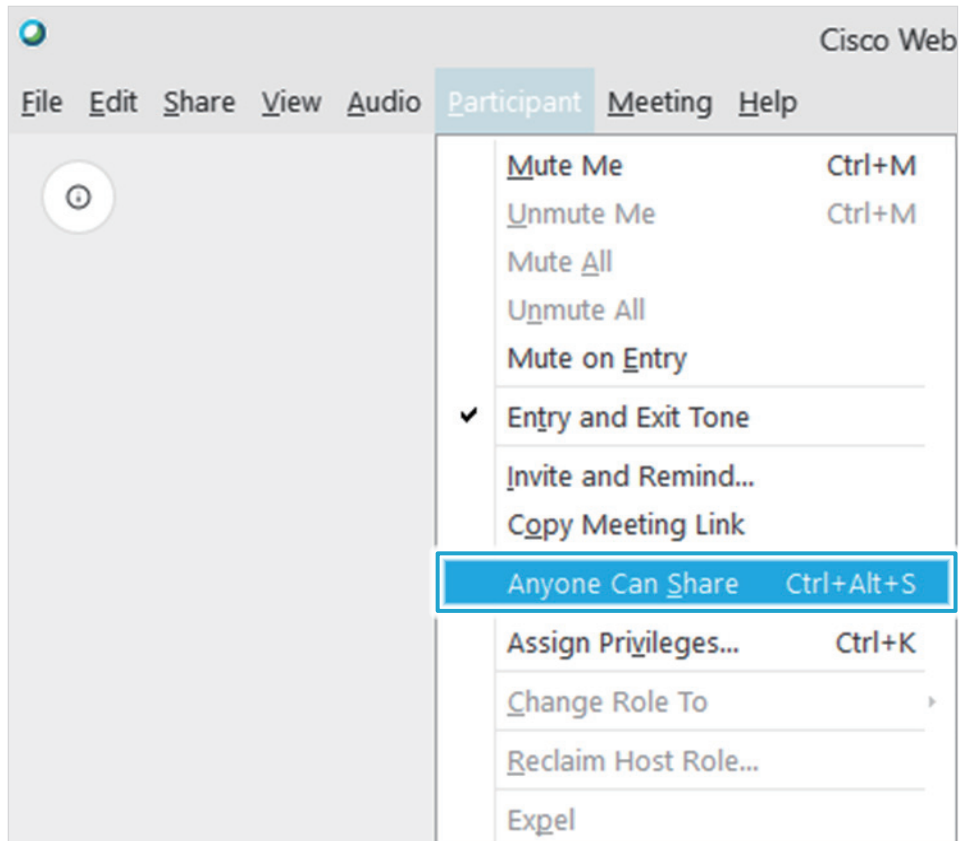 Cisco Web
File Edit Share View Audio Participant Meeting Help
Mute Me Ctrl+M
Unmute Me Ctrl+M
Mute All
Unmute All
Mute on Entry
Entry and Exit Tone
Invite and Remind...
Copy Meeting Link
Anyone Can Share Ctrl+Alt+S
Assign Privileges... Ctrl+K
Change Role To
Reclaim Host Role...
Expel